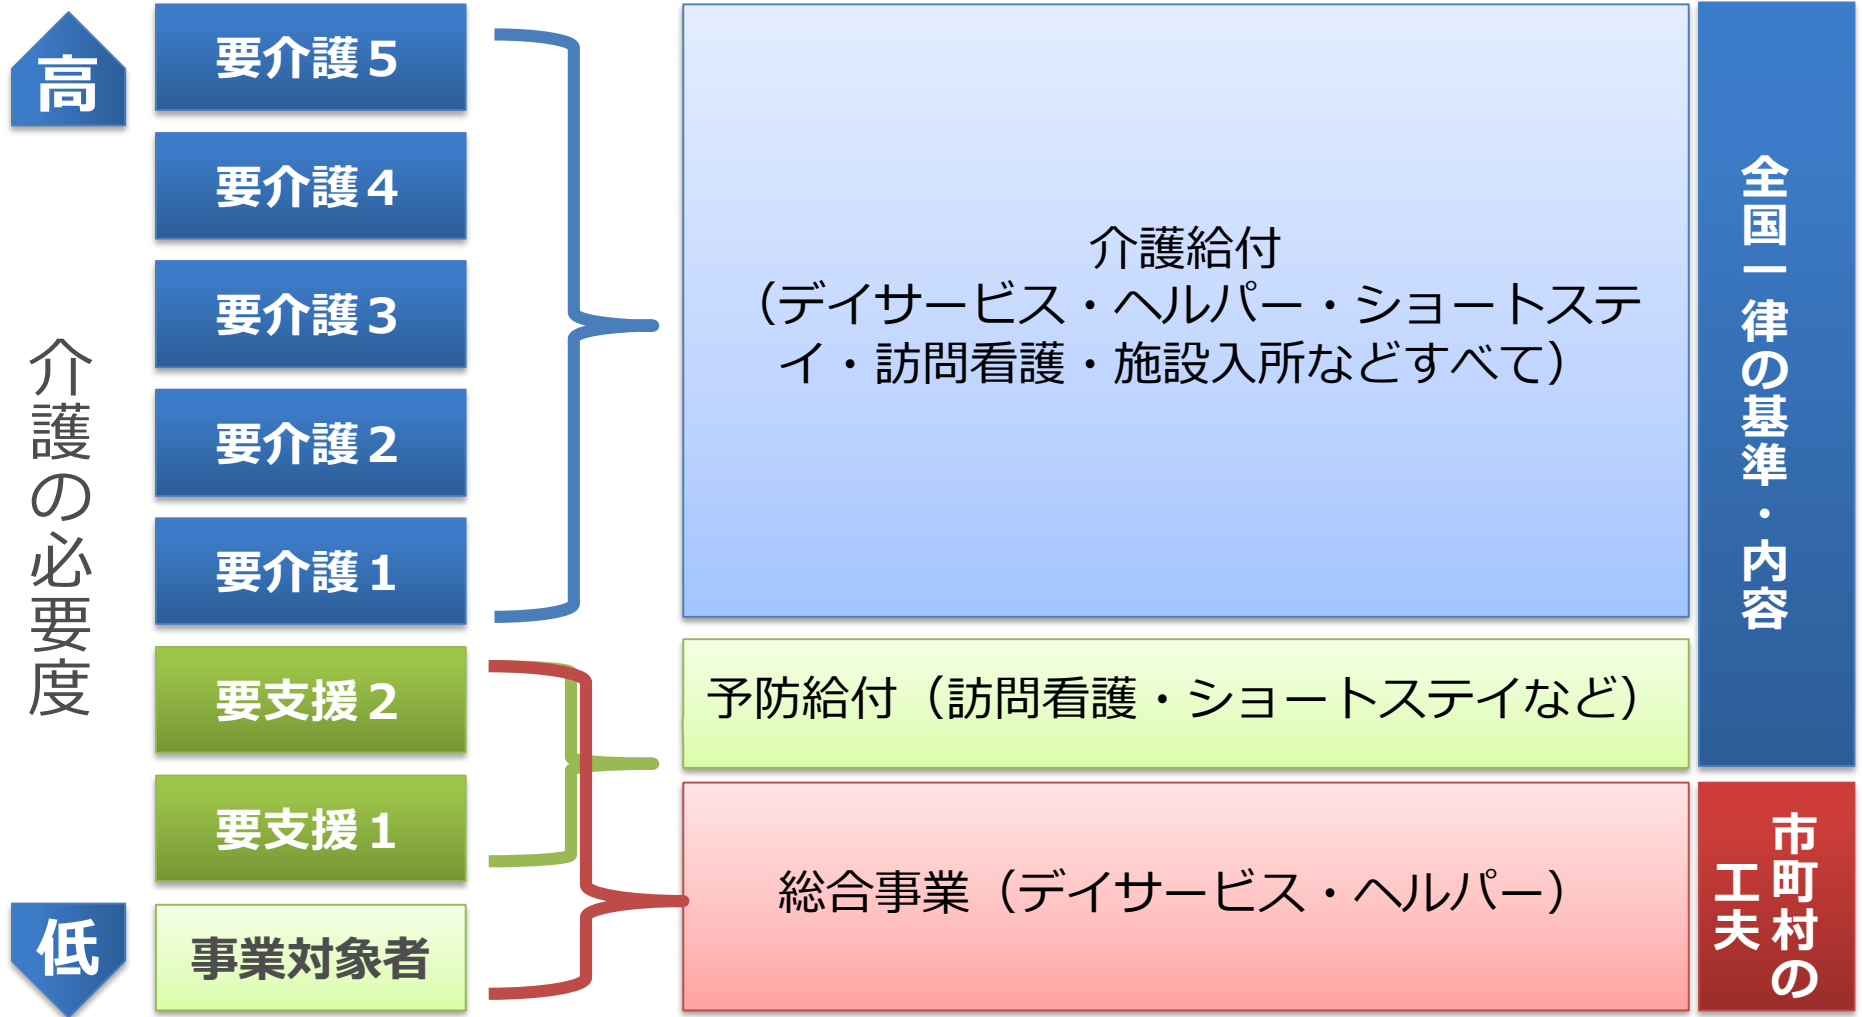 高
介護の必要度
低
要介護５
要介護４
要介護３
要介護２
要介護１
要支援２
要支援１
事業対象者
介護給付
（デイサービス・ヘルパー・ショートステ
イ・訪問看護・施設入所などすべて）
予防給付（訪問看護・ショートステイなど）
総合事業（デイサービス・ヘルパー）
全国一律の基準・内容
市町村の
工夫